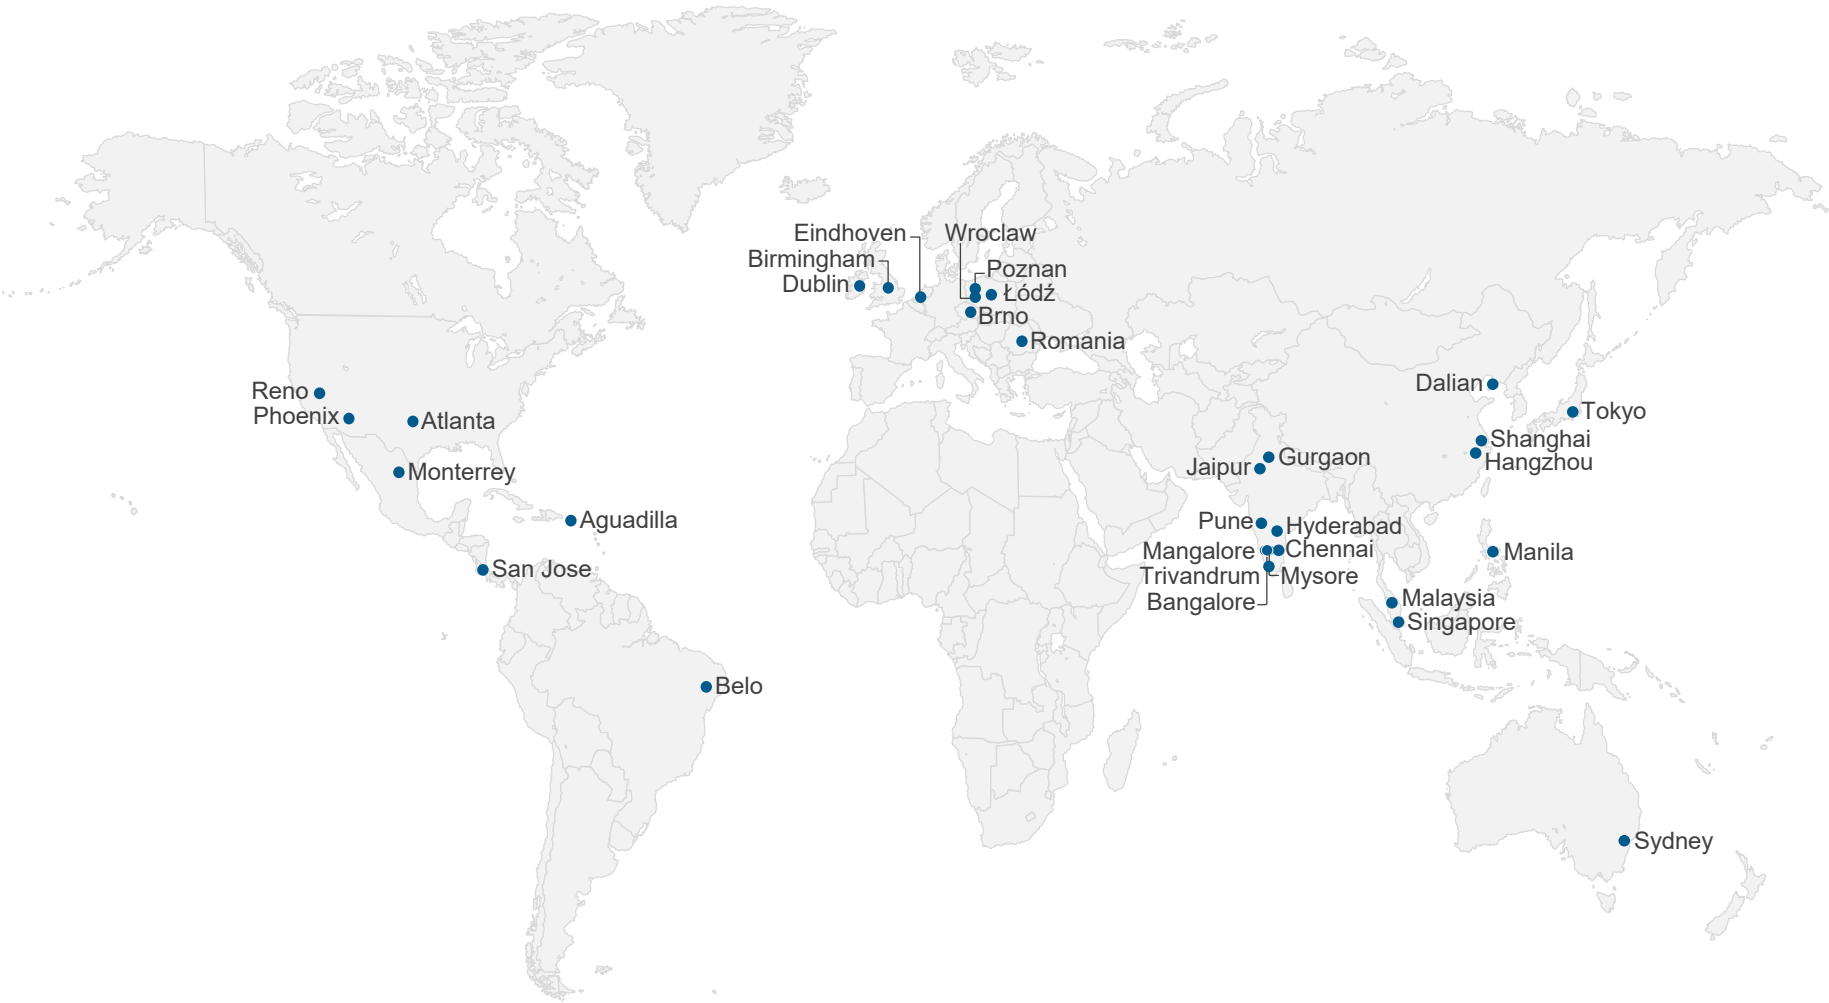 Eindhoven
Wroclaw
Birmingham
Poznan
Dublin
Łódź
Brno
Romania
Reno
Dalian
Phoenix
Atlanta
Tokyo
Shanghai
Gurgaon
Hangzhou
Jaipur
Monterrey
Aguadilla
Pune
Hyderabad
Mangalore
Chennai
Manila
San Jose
Trivandrum
Mysore
Bangalore
Malaysia
Singapore
Belo
Sydney